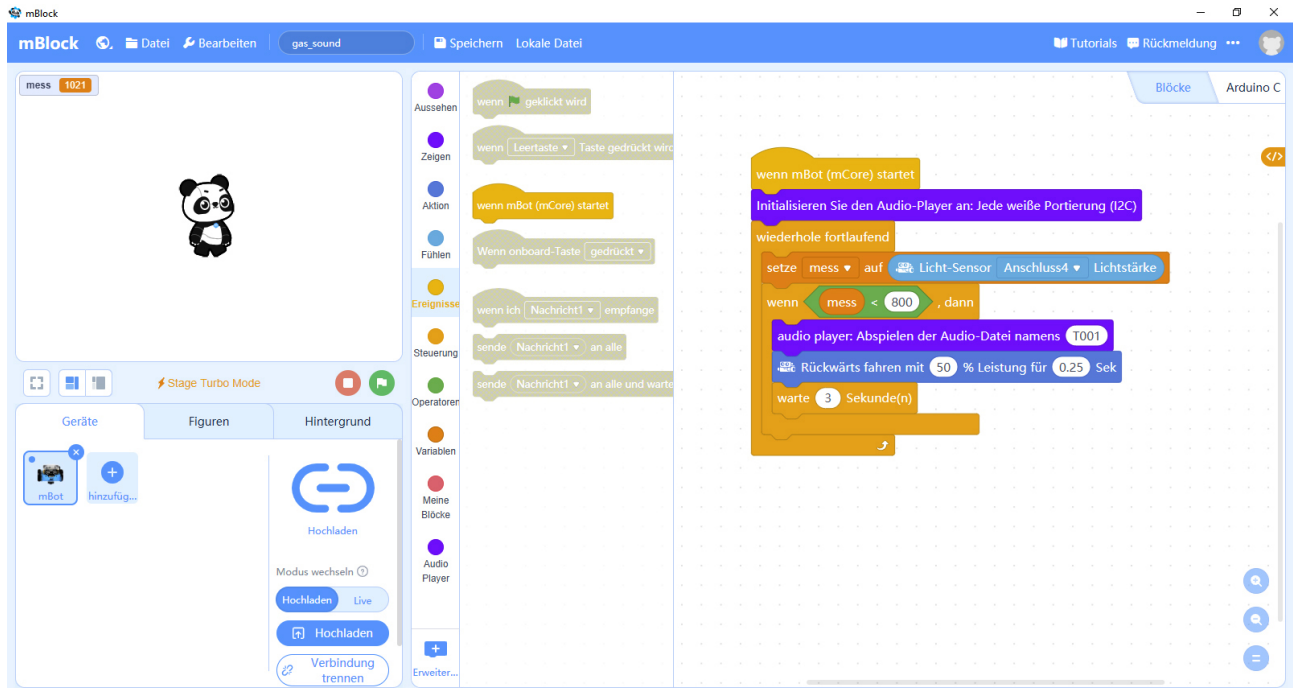 mBlock
mBlock Datei Bearbeiten gas_sound Speichern Lokale Datei Tutorials Rückmeldung
mess 1021
Stage Turbo Mode
Geräte Figuren Hintergrund
mBot
hinzufüg...
Hochladen
Modus wechseln
Hochladen Live
Hochladen
Verbindung
trennen
Aussehen
Zeigen
Aktion
Fühlen
Ereignisse
Steuerung
Operatoren
Variablen
Meine
Blöcke
Audio
Player
Erweiter...
wenn geklickt wird
wenn Leertaste Taste gedrückt wird
wenn mBot (mCore) startet
Wenn onboard-Taste gedrückt
wenn ich Nachricht1 empfange
sende Nachricht1 an alle
sende Nachricht1 an alle und warte
Blöcke Arduino C
wenn mBot (mCore) startet
Initialisieren Sie den Audio-Player an: Jede weiße Portierung (I2C)
wiederhole fortlaufend
setze mess auf Licht-Sensor Anschluss4 Lichtstärke
wenn mess < 800 , dann
audio player: Abspielen der Audio-Datei namens T001
Rückwärts fahren mit 50 % Leistung für 0.25 Sek
warte 3 Sekunde(n)